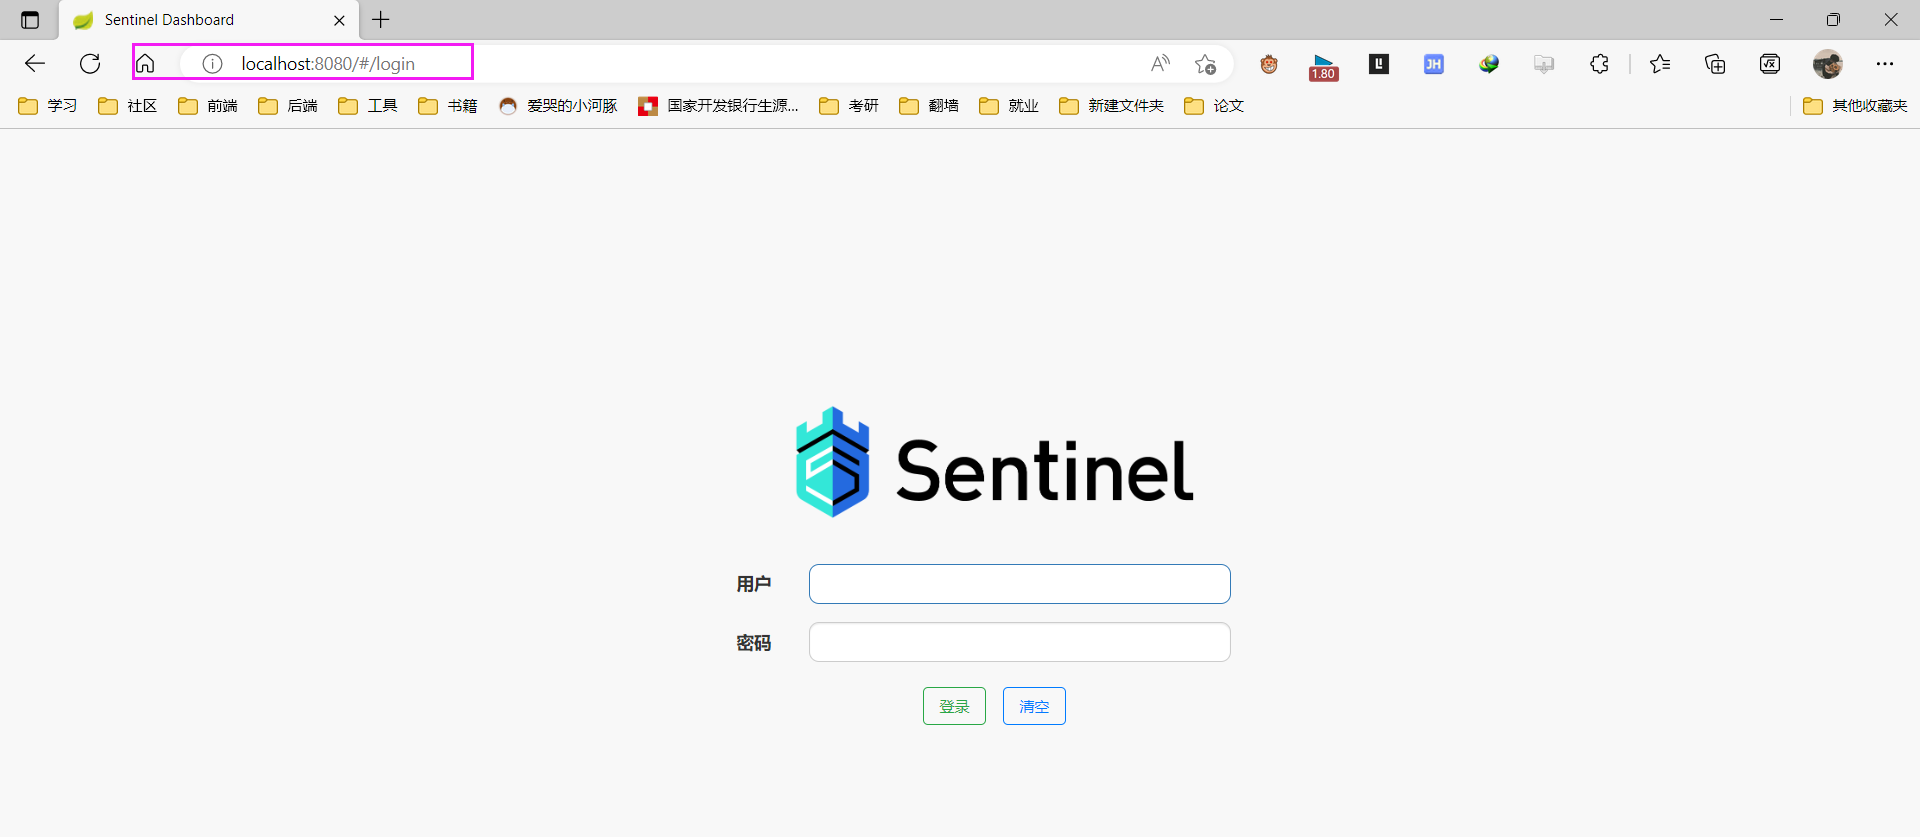 Sentinel Dashboard
localhost:8080/#/login
1.80
JH
学习 社区 前端 后端 工具 书籍 爱哭的小河豚 国家开发银行生源... 考研 翻墙 就业 新建文件夹 论文 其他收藏夹
Sentinel
用户
密码
登录 清空